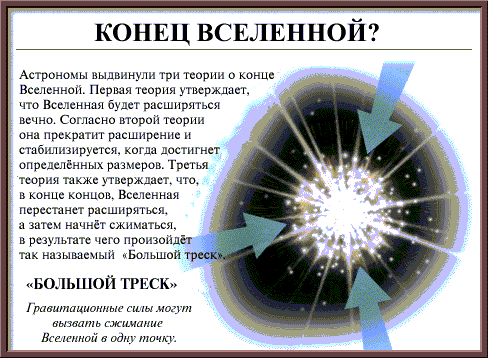 КОНЕЦ ВСЕЛЕННОЙ?
Астрономы выдвинули три теории о конце
Вселенной. Первая теория утверждает,
что Вселенная будет расширяться
вечно. Согласно второй теории
она прекратит расширение и
стабилизируется, когда достигнет
определённых размеров. Третья
теория также утверждает, что,
в конце концов, Вселенная
перестанет расширяться,
а затем начнёт сжиматься,
в результате чего произойдёт
так называемый «Большой треск».
«БОЛЬШОЙ ТРЕСК»
Гравитационные силы могут
вызвать сжимание
Вселенной в одну точку.